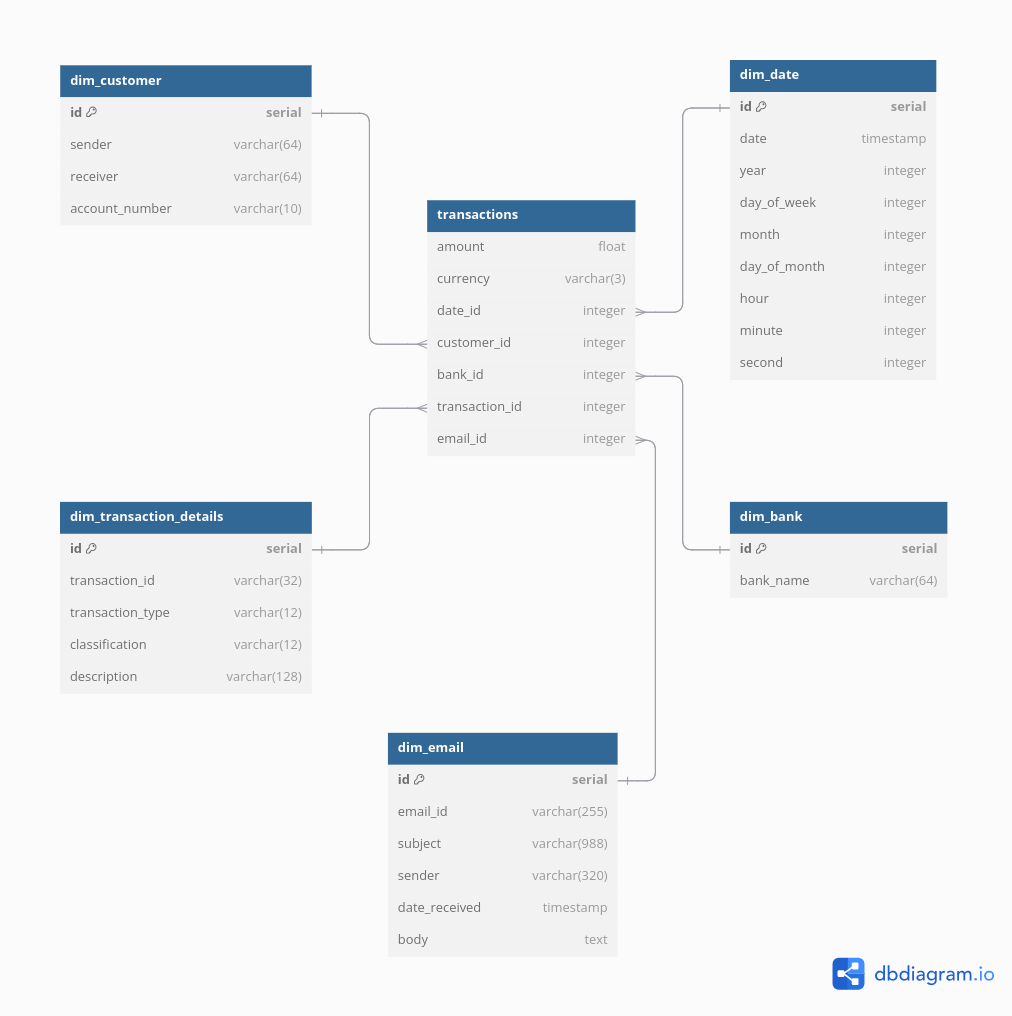 dim_customer
id serial
sender varchar(64)
receiver varchar(64)
account_number varchar(10)
dim_date
id serial
date timestamp
year integer
day_of_week integer
month integer
day_of_month integer
hour integer
minute integer
second integer
transactions
amount float
currency varchar(3)
date_id integer
customer_id integer
bank_id integer
transaction_id integer
email_id integer
dim_transaction_details
id serial
transaction_id varchar(32)
transaction_type varchar(12)
classification varchar(12)
description varchar(128)
dim_bank
id serial
bank_name varchar(64)
dim_email
id serial
email_id varchar(255)
subject varchar(988)
sender varchar(320)
date_received timestamp
body text
dbdiagram.io